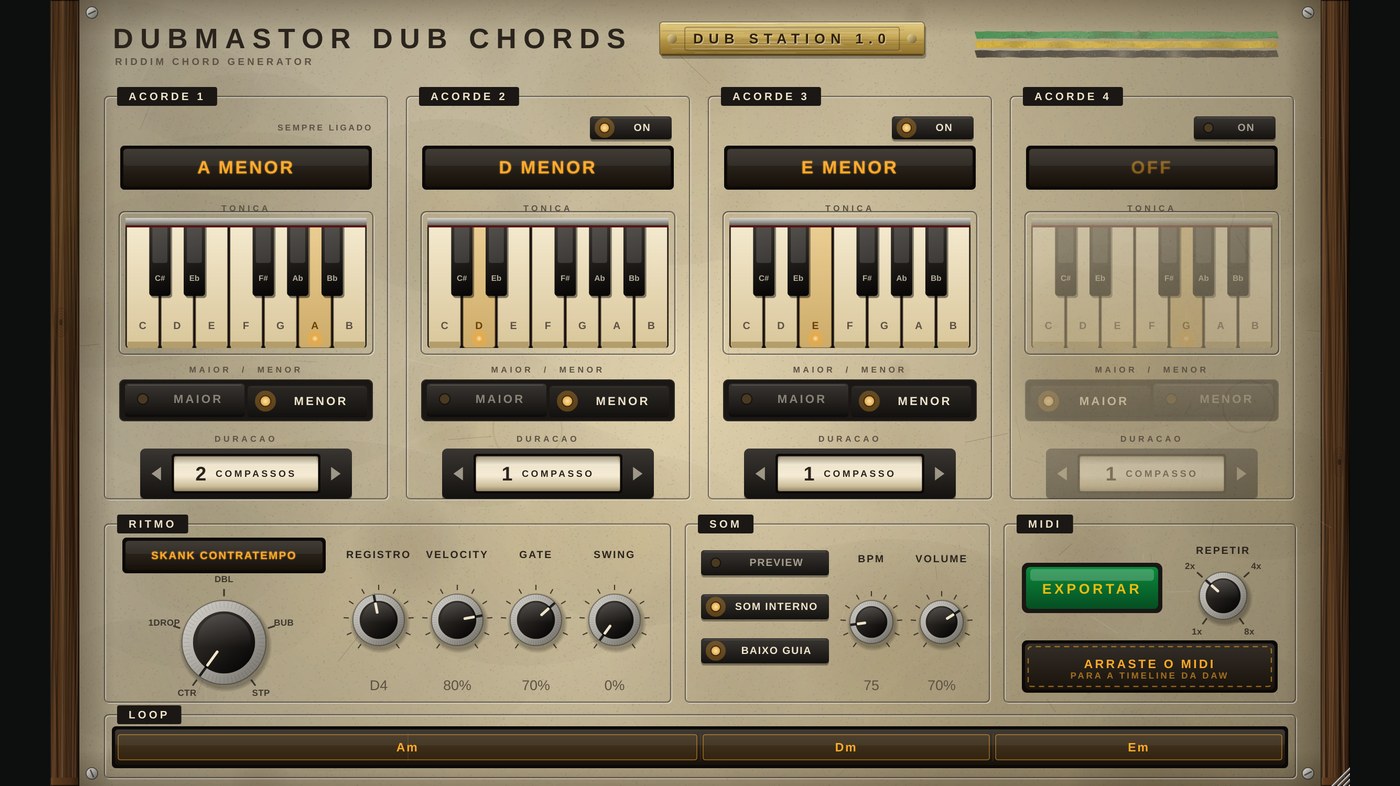 DUBMASTOR DUB CHORDS
DUB STATION 1.0
RIDDIM CHORD GENERATOR
ACORDE 1
SEMPRE LIGADO
A MENOR
TONICA
C# Eb F# Ab Bb
C D E F G A B
MAIOR / MENOR
MAIOR MENOR
DURACAO
2 COMPASSOS
ACORDE 2
ON
D MENOR
TONICA
C# Eb F# Ab Bb
C D E F G A B
MAIOR / MENOR
MAIOR MENOR
DURACAO
1 COMPASSO
ACORDE 3
ON
E MENOR
TONICA
C# Eb F# Ab Bb
C D E F G A B
MAIOR / MENOR
MAIOR MENOR
DURACAO
1 COMPASSO
ACORDE 4
ON
OFF
TONICA
C# Eb F# Ab Bb
C D E F G A B
MAIOR / MENOR
MAIOR MENOR
DURACAO
1 COMPASSO
RITMO
SKANK CONTRATEMPO
DBL
1DROP BUB
CTR STP
REGISTRO VELOCITY GATE SWING
D4 80% 70% 0%
SOM
PREVIEW
SOM INTERNO
BAIXO GUIA
BPM VOLUME
75 70%
MIDI
EXPORTAR
REPETIR
2x 4x
1x 8x
ARRASTE O MIDI
PARA A TIMELINE DA DAW
LOOP
Am Dm Em